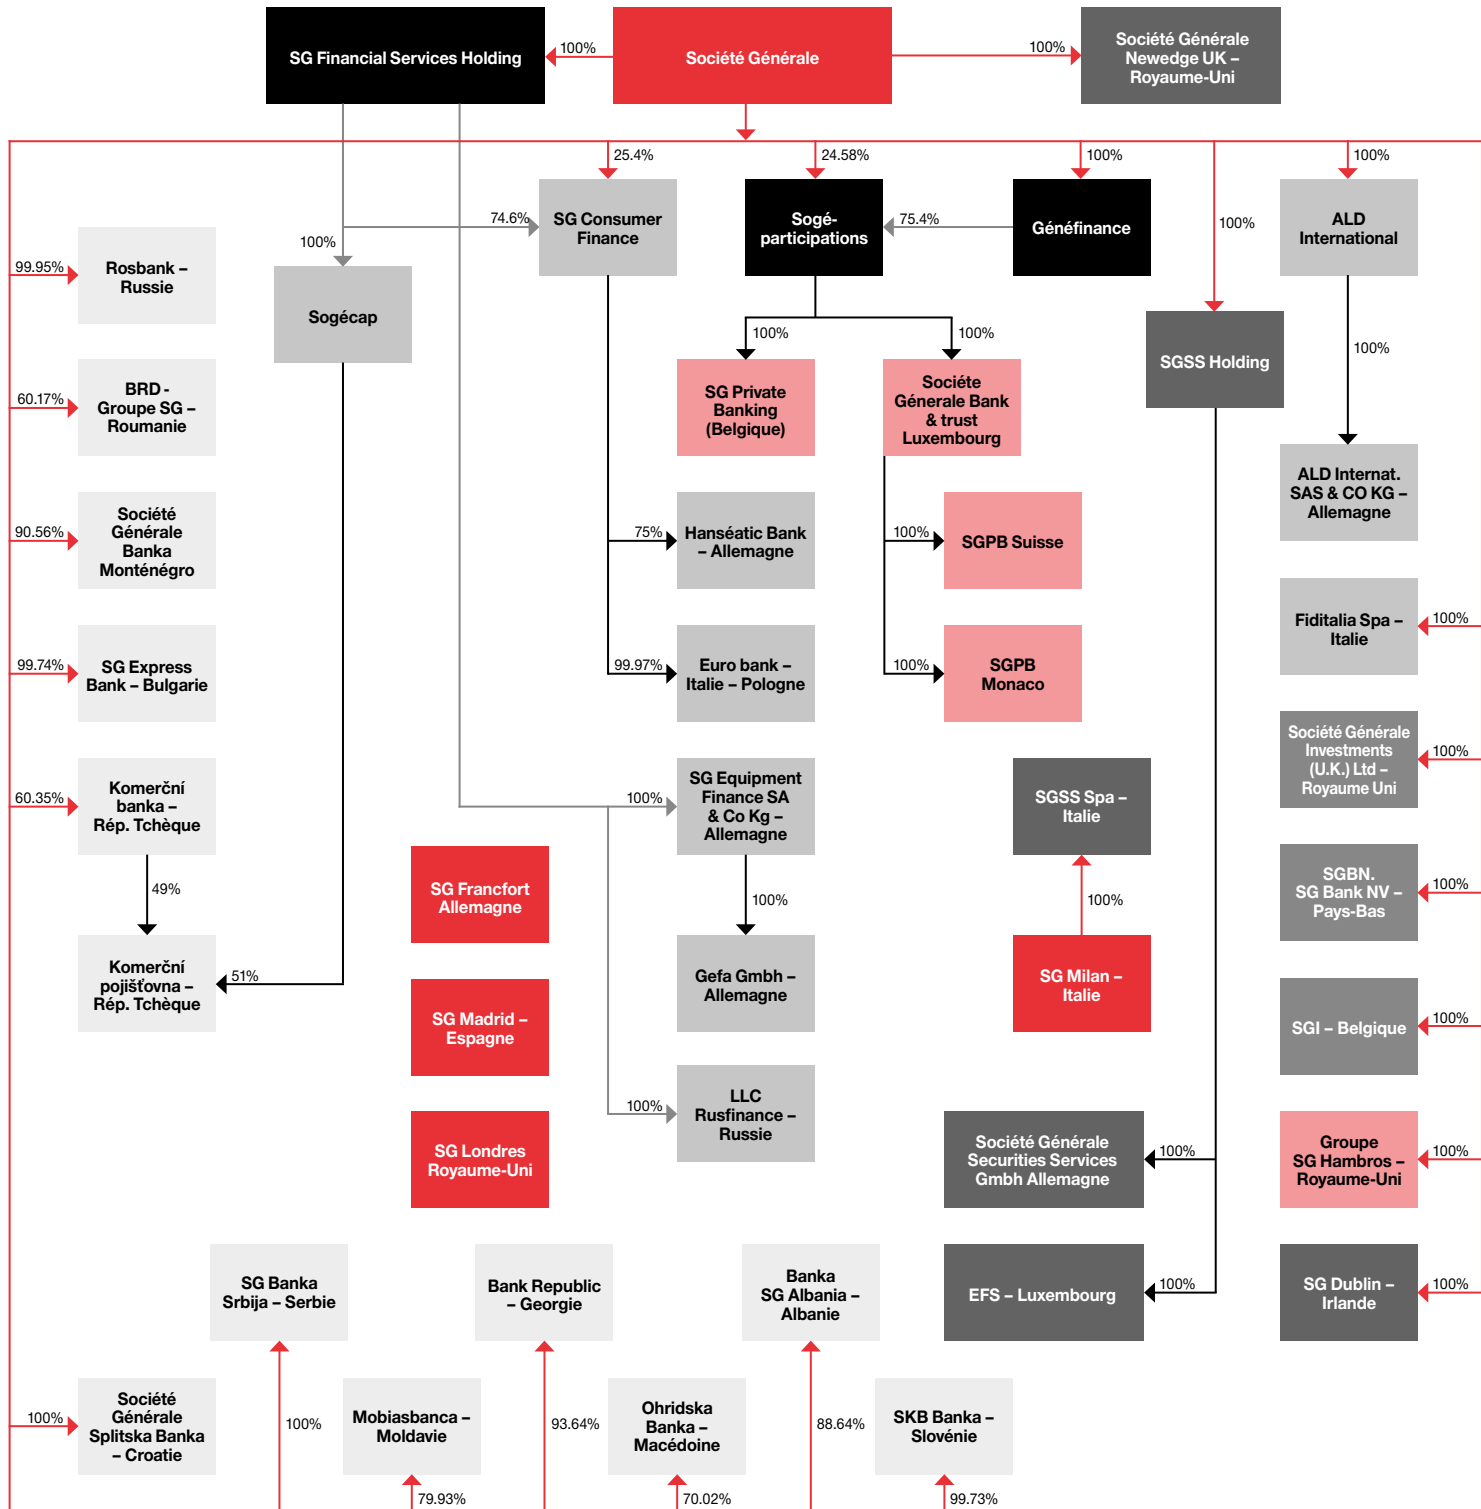 SG Financial Services Holding
100%
Société Générale
100%
Société Générale
Newedge UK –
Royaume-Uni
25.4%
24.58%
100%
100%
SG Consumer
Finance
74.6%
Sogé-
participations
75.4%
Généfinance
100%
ALD
International
100%
Sogécap
99.95%
Rosbank –
Russie
60.17%
BRD -
Groupe SG –
Roumanie
90.56%
Société
Générale
Banka
Monténégro
99.74%
SG Express
Bank – Bulgarie
60.35%
Komerční
banka –
Rép. Tchèque
49%
Komerční
pojišťovna –
Rép. Tchèque
51%
100%
SG Private
Banking
(Belgique)
100%
Sociéte
Génerale Bank
& trust
Luxembourg
SGSS Holding
100%
ALD Internat.
SAS & CO KG –
Allemagne
75%
Hanséatic Bank
– Allemagne
100%
SGPB Suisse
99.97%
Euro bank –
Italie – Pologne
100%
SGPB
Monaco
Fiditalia Spa –
Italie
100%
Société Générale
Investments
(U.K.) Ltd –
Royaume Uni
100%
100%
SG Equipment
Finance SA
& Co Kg –
Allemagne
100%
Gefa Gmbh –
Allemagne
SGSS Spa –
Italie
100%
SG Milan –
Italie
SGBN.
SG Bank NV –
Pays-Bas
100%
SG Francfort
Allemagne
SG Madrid –
Espagne
SG Londres
Royaume-Uni
SGI – Belgique
100%
100%
LLC
Rusfinance –
Russie
Société Générale
Securities Services
Gmbh Allemagne
100%
Groupe
SG Hambros –
Royaume-Uni
100%
SG Banka
Srbija – Serbie
Bank Republic
– Georgie
Banka
SG Albania –
Albanie
EFS – Luxembourg
100%
SG Dublin –
Irlande
100%
100%
Société
Générale
Splitska Banka
– Croatie
100%
Mobiasbanca –
Moldavie
93.64%
Ohridska
Banka –
Macédoine
88.64%
SKB Banka –
Slovénie
79.93%
70.02%
99.73%